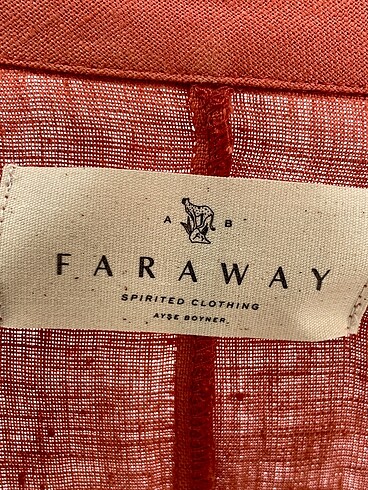 A B
FARAWAY
SPIRITED CLOTHING
AYŞE BOYNER